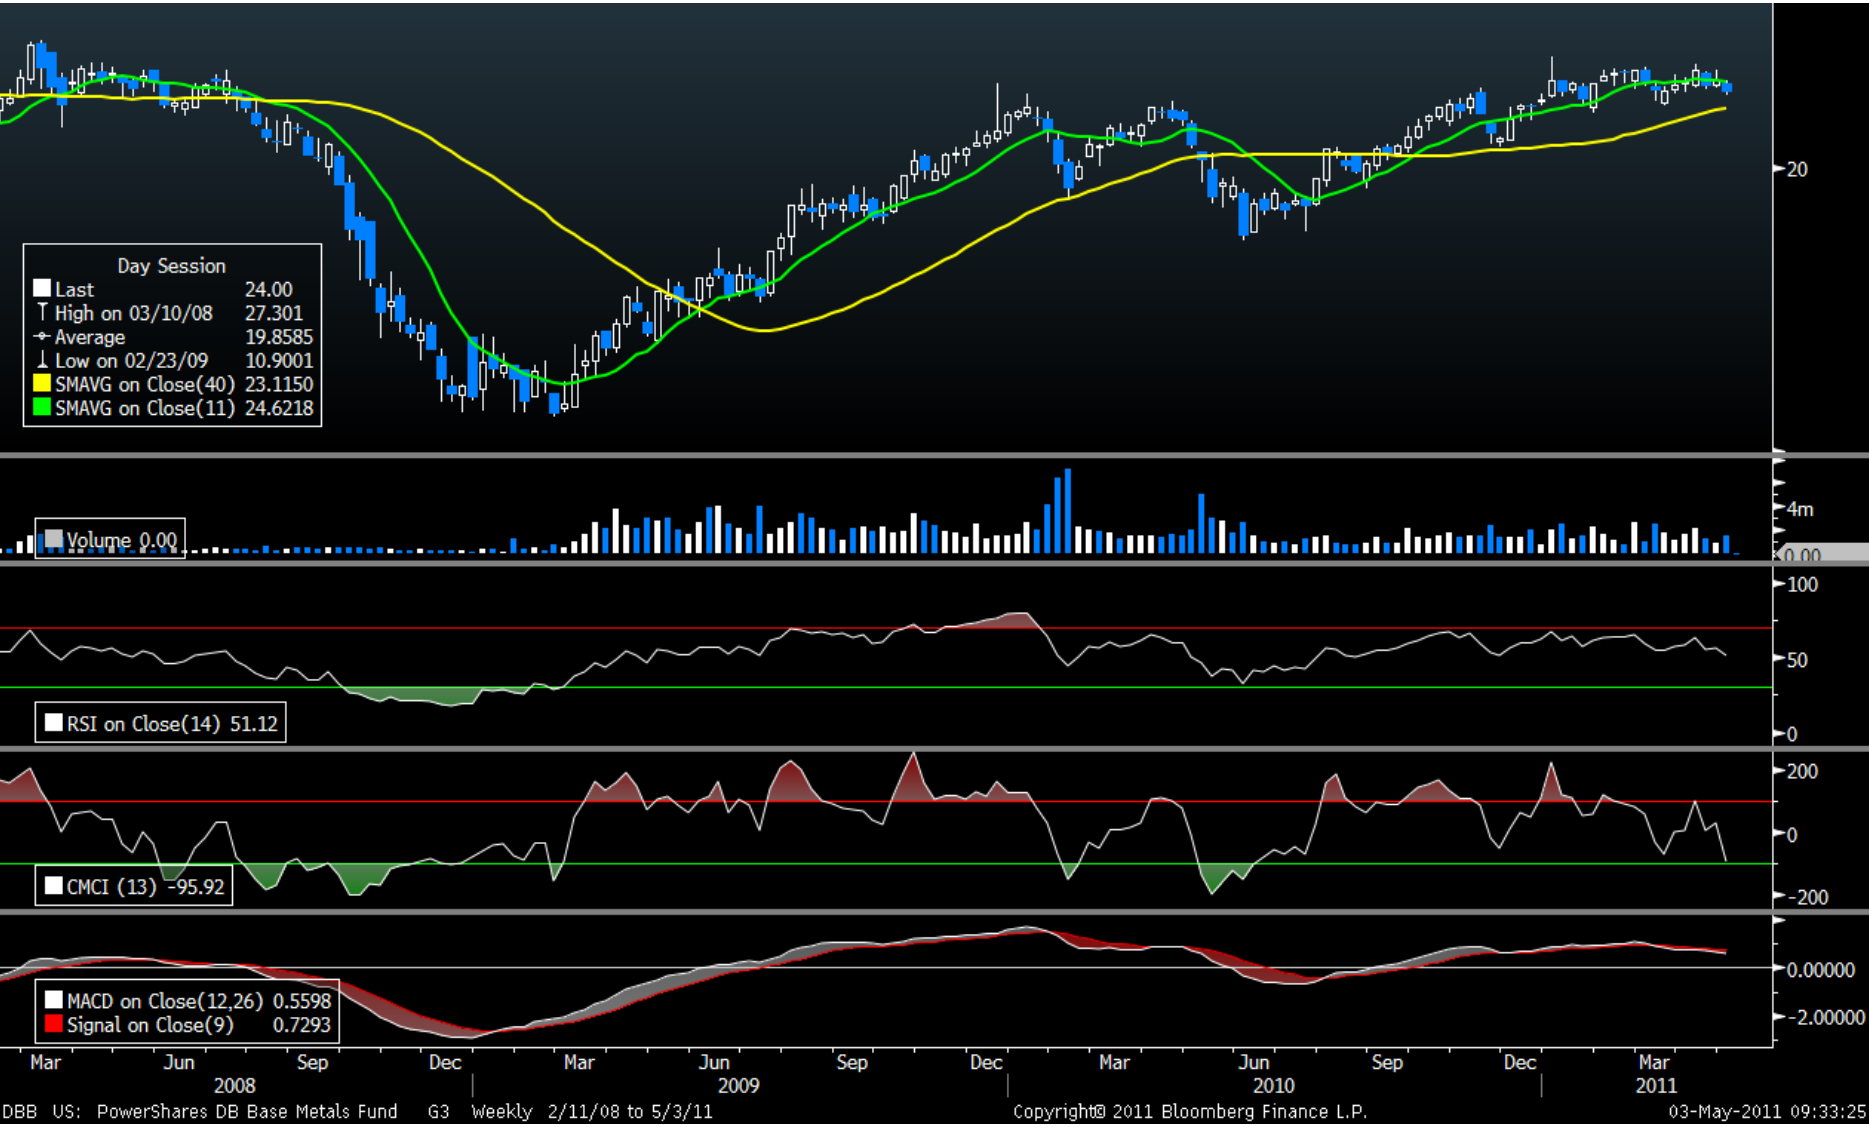 Day Session
Last 24.00
High on 03/10/08 27.301
Average 19.8585
Low on 02/23/09 10.9001
SMAVG on Close(40) 23.1150
SMAVG on Close(11) 24.6218
20
Volume 0.00
4m
0.00
100
50
0
RSI on Close(14) 51.12
200
0
-200
CMCI (13) -95.92
0.00000
-2.00000
MACD on Close(12,26) 0.5598
Signal on Close(9) 0.7293
Mar Jun Sep Dec Mar Jun Sep Dec Mar Jun Sep Dec Mar
2008 2009 2010 2011
DBB US: PowerShares DB Base Metals Fund G3 Weekly 2/11/08 to 5/3/11 Copyright© 2011 Bloomberg Finance L.P. 03-May-2011 09:33:25